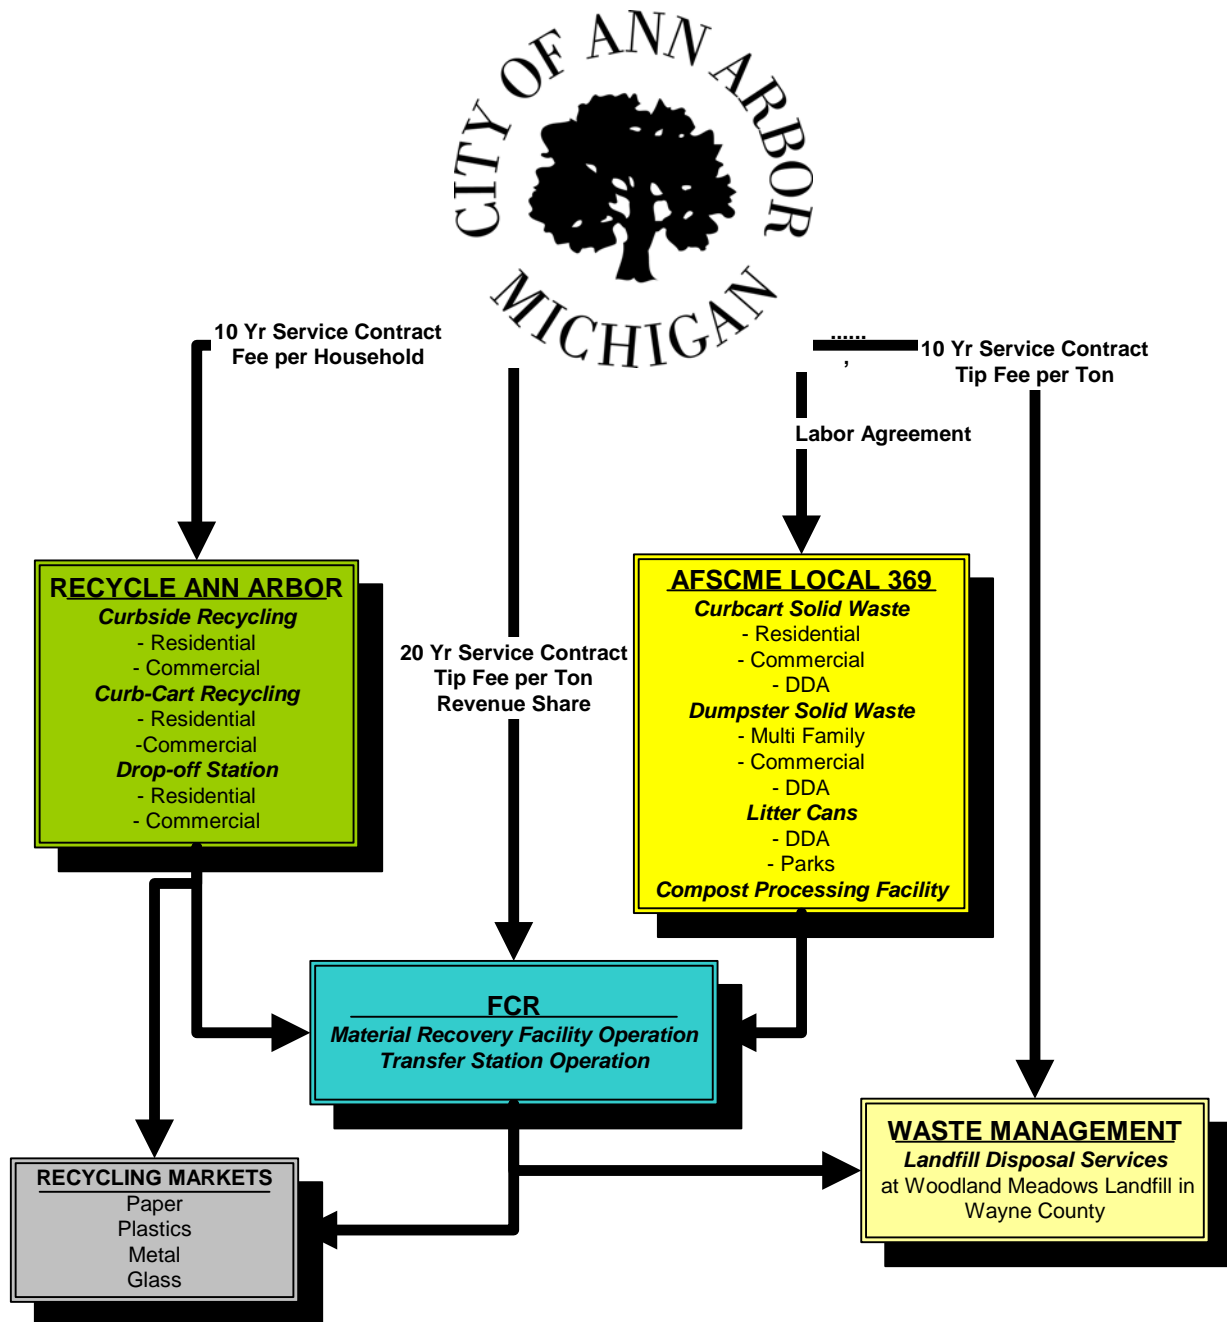 CITY OF ANN ARBOR
MICHIGAN
10 Yr Service Contract
Fee per Household
......
,
10 Yr Service Contract
Tip Fee per Ton
Labor Agreement
RECYCLE ANN ARBOR
Curbside Recycling
- Residential
- Commercial
Curb-Cart Recycling
- Residential
-Commercial
Drop-off Station
- Residential
- Commercial
20 Yr Service Contract
Tip Fee per Ton
Revenue Share
AFSCME LOCAL 369
Curbcart Solid Waste
- Residential
- Commercial
- DDA
Dumpster Solid Waste
- Multi Family
- Commercial
- DDA
Litter Cans
- DDA
- Parks
Compost Processing Facility
FCR
Material Recovery Facility Operation
Transfer Station Operation
RECYCLING MARKETS
Paper
Plastics
Metal
Glass
WASTE MANAGEMENT
Landfill Disposal Services
at Woodland Meadows Landfill in
Wayne County